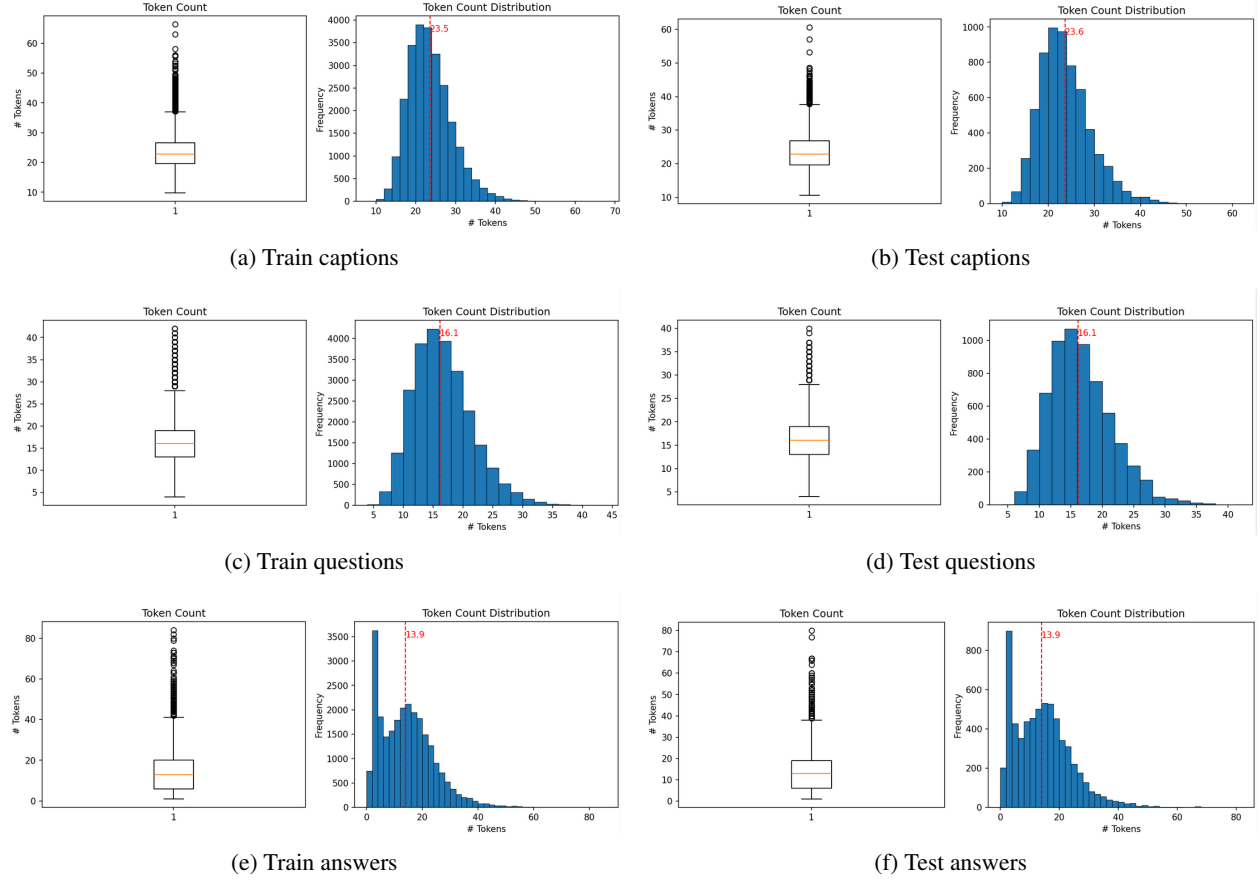 Token Count
# Tokens
60
50
40
30
20
10
1
Token Count Distribution
Frequency
4000
3500
3000
2500
2000
1500
1000
500
0
23.5
10 20 30 40 50 60 70
# Tokens
(a) Train captions
Token Count
# Tokens
60
50
40
30
20
10
1
Token Count Distribution
Frequency
1000
800
600
400
200
0
23.6
10 20 30 40 50 60
# Tokens
(b) Test captions
Token Count
# Tokens
40
35
30
25
20
15
10
5
1
Token Count Distribution
Frequency
4000
3500
3000
2500
2000
1500
1000
500
0
16.1
5 10 15 20 25 30 35 40 45
# Tokens
(c) Train questions
Token Count
# Tokens
40
35
30
25
20
15
10
5
1
Token Count Distribution
Frequency
1000
800
600
400
200
0
16.1
5 10 15 20 25 30 35 40
# Tokens
(d) Test questions
Token Count
# Tokens
80
60
40
20
0
1
Token Count Distribution
Frequency
3500
3000
2500
2000
1500
1000
500
0
13.9
0 20 40 60 80
# Tokens
(e) Train answers
Token Count
# Tokens
80
70
60
50
40
30
20
10
0
1
Token Count Distribution
Frequency
800
600
400
200
0
13.9
0 20 40 60 80
# Tokens
(f) Test answers